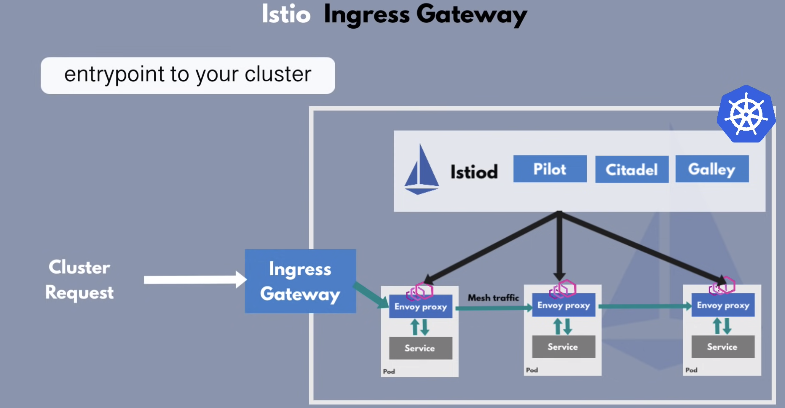 Istio Ingress Gateway
entrypoint to your cluster
Istiod
Pilot
Citadel
Galley
Cluster
Request
Ingress
Gateway
Mesh traffic
Envoy proxy
Envoy proxy
Envoy proxy
Service
Service
Service
Pod
Pod
Pod